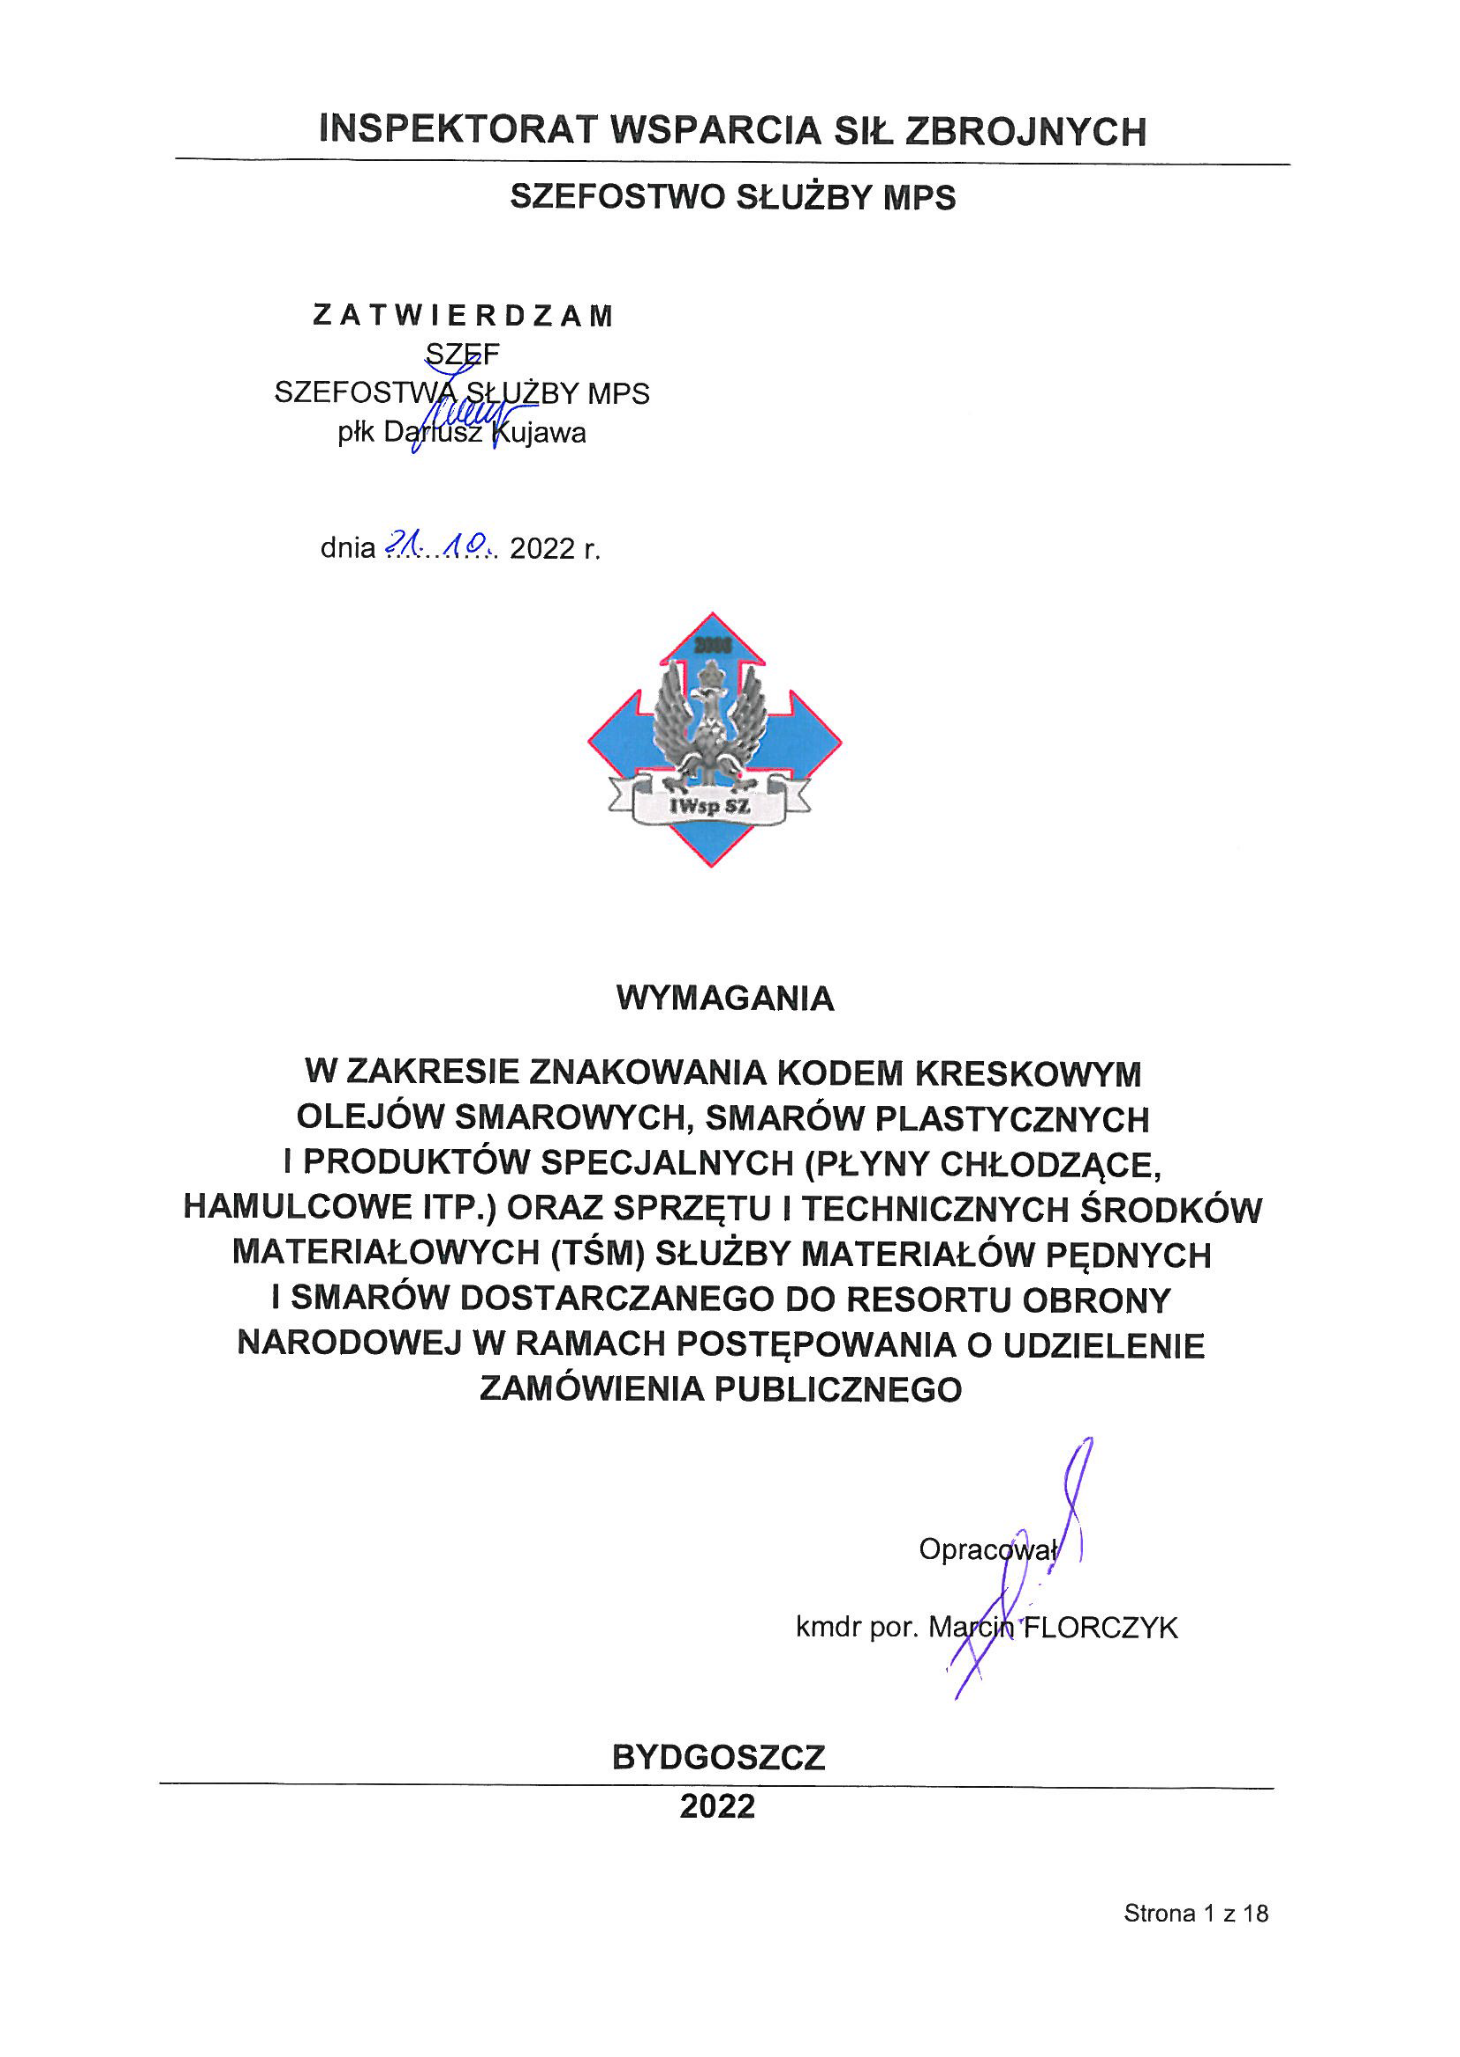 INSPEKTORAT WSPARCIA SIŁ ZBROJNYCH
SZEFOSTWO SŁUŻBY MPS
ZATWIERDZAM
SZEF
SZEFOSTWA SŁUŻBY MPS
płk Dariusz Kujawa
dnia 21.10. 2022 r.
IWsp SZ
WYMAGANIA
W ZAKRESIE ZNAKOWANIA KODEM KRESKOWYM
OLEJÓW SMAROWYCH, SMARÓW PLASTYCZNYCH
I PRODUKTÓW SPECJALNYCH (PŁYNY CHŁODZĄCE,
HAMULCOWE ITP.) ORAZ SPRZĘTU I TECHNICZNYCH ŚRODKÓW
MATERIAŁOWYCH (TŚM) SŁUŻBY MATERIAŁÓW PĘDNYCH
I SMARÓW DOSTARCZANEGO DO RESORTU OBRONY
NARODOWEJ W RAMACH POSTĘPOWANIA O UDZIELENIE
ZAMÓWIENIA PUBLICZNEGO
Opracował
kmdr por. Marcin FLORCZYK
BYDGOSZCZ
2022
Strona 1 z 18